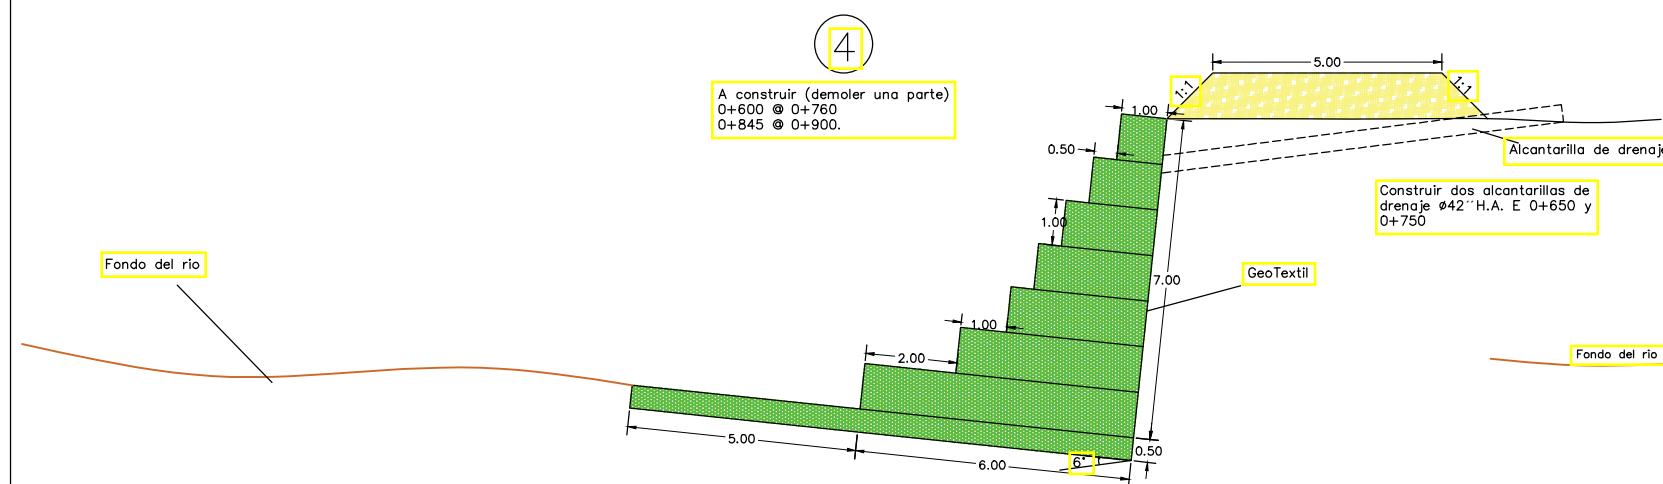 4
A construir (demoler una parte)
0+600 @ 0+760
0+845 @ 0+900.
5.00
1:1
1:1
1.00
0.50
Alcantarilla de drenaje
Construir dos alcantarillas de
drenaje ø42´´H.A. E 0+650 y
0+750
1.00
Fondo del rio
GeoTextil
7.00
1.00
2.00
Fondo del rio
5.00
6.00
6°
0.50